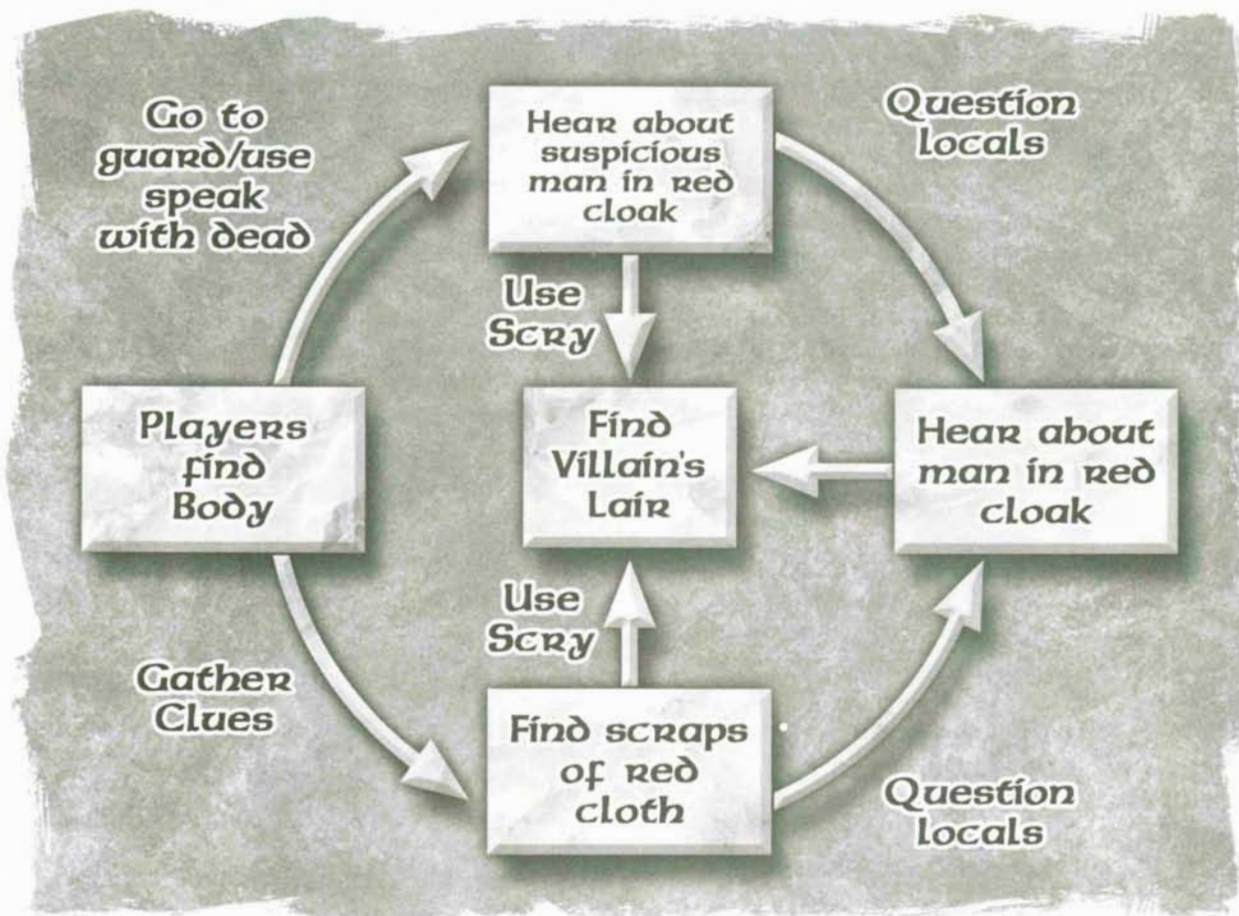 Go to
guard/use
speak
with dead
Hear about
suspicious
man in red
cloak
Question
locals
Use
Scry
Players
find
Body
Find
Villain's
Lair
Hear about
man in red
cloak
Use
Scry
Gather
Clues
Find scraps
of red
cloth
Question
locals